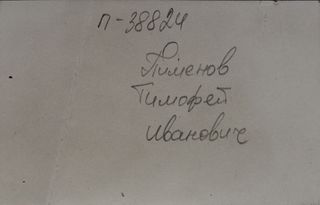 П-38824
Пименов
Тимофей
Иванович